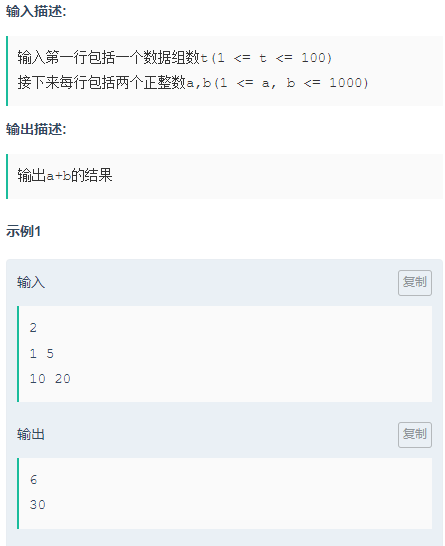 输入描述:
输入第一行包括一个数据组数t(1 <= t <= 100)
接下来每行包括两个正整数a,b(1 <= a, b <= 1000)
输出描述:
输出a+b的结果
示例1
输入
复制
2
1 5
10 20
输出
复制
6
30